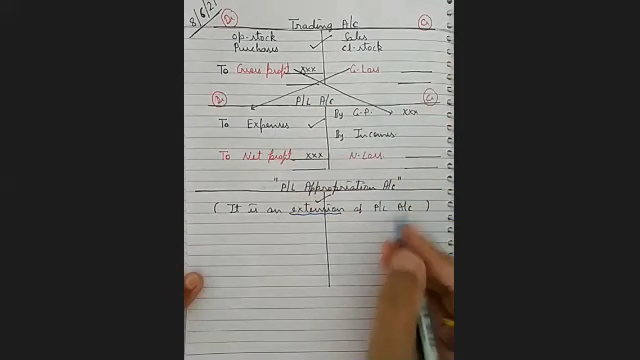 8/6/21
Dr Trading A/c Cr
op-stock Sales
Purchases cl-stock
To Gross profit xxx G-Loss
Dr P/L A/c Cr
By G.P. xxx
To Expenses
By Incomes.
To Net profit xxx N-Loss
"P/L Appropriation A/c"
( It is an extension of P/L A/c )